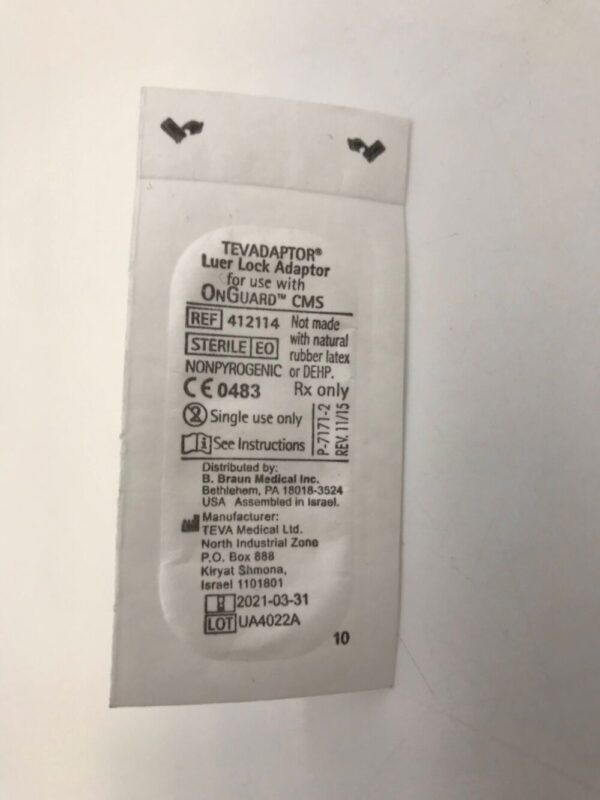 TEVADAPTOR®
Luer Lock Adaptor
for use with
ONGUARD™ CMS
REF 412114
STERILE EO
NONPYROGENIC
Not made
with natural
rubber latex
or DEHP.
CE 0483
Rx only
2 Single use only
i See Instructions
P-7171-2
REV. 11/15
Distributed by:
B. Braun Medical Inc.
Bethlehem, PA 18018-3524
USA Assembled in Israel.
Manufacturer:
TEVA Medical Ltd.
North Industrial Zone
P.O. Box 888
Kiryat Shmona,
Israel 1101801
2021-03-31
LOT UA4022A
10